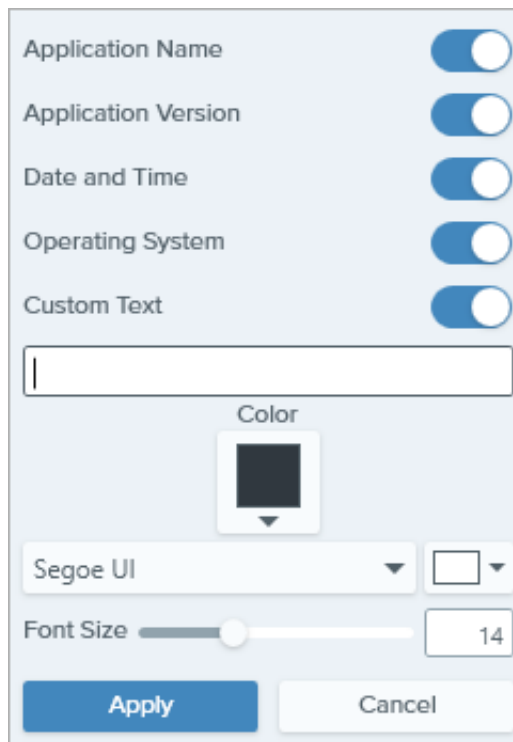 Application Name
Application Version
Date and Time
Operating System
Custom Text
Color
Segoe UI
Font Size 14
Apply Cancel